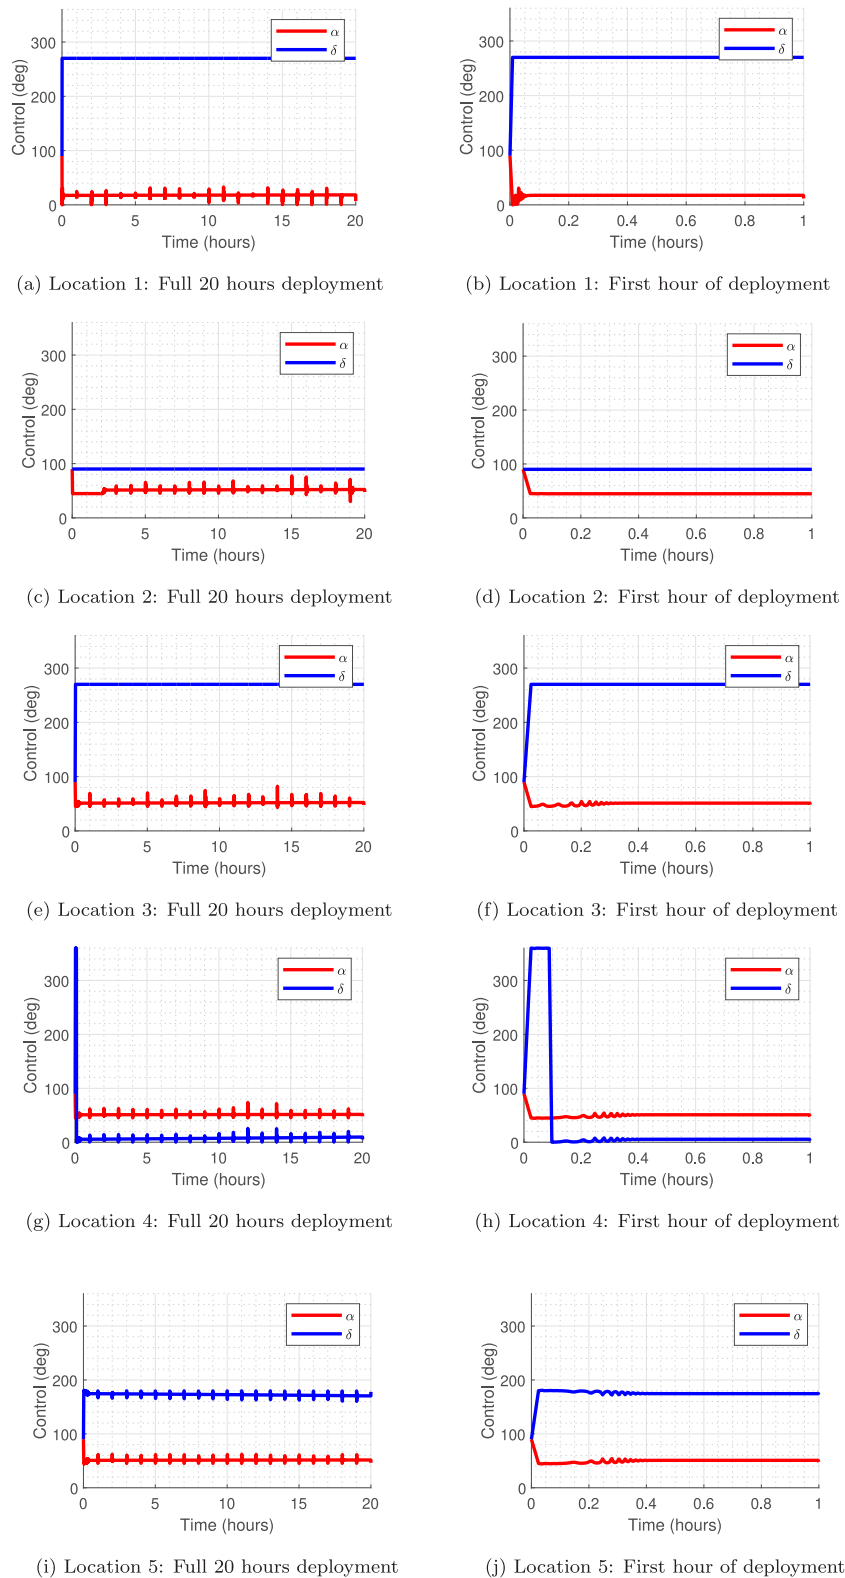 300
200
100
0
0 5 10 15 20
Control (deg)
Time (hours)
α
δ
(a) Location 1: Full 20 hours deployment
300
200
100
0
0 0.2 0.4 0.6 0.8 1
Control (deg)
Time (hours)
α
δ
(b) Location 1: First hour of deployment
300
200
100
0
0 5 10 15 20
Control (deg)
Time (hours)
α
δ
(c) Location 2: Full 20 hours deployment
300
200
100
0
0 0.2 0.4 0.6 0.8 1
Control (deg)
Time (hours)
α
δ
(d) Location 2: First hour of deployment
300
200
100
0
0 5 10 15 20
Control (deg)
Time (hours)
α
δ
(e) Location 3: Full 20 hours deployment
300
200
100
0
0 0.2 0.4 0.6 0.8 1
Control (deg)
Time (hours)
α
δ
(f) Location 3: First hour of deployment
300
200
100
0
0 5 10 15 20
Control (deg)
Time (hours)
α
δ
(g) Location 4: Full 20 hours deployment
300
200
100
0
0 0.2 0.4 0.6 0.8 1
Control (deg)
Time (hours)
α
δ
(h) Location 4: First hour of deployment
300
200
100
0
0 5 10 15 20
Control (deg)
Time (hours)
α
δ
(i) Location 5: Full 20 hours deployment
300
200
100
0
0 0.2 0.4 0.6 0.8 1
Control (deg)
Time (hours)
α
δ
(j) Location 5: First hour of deployment